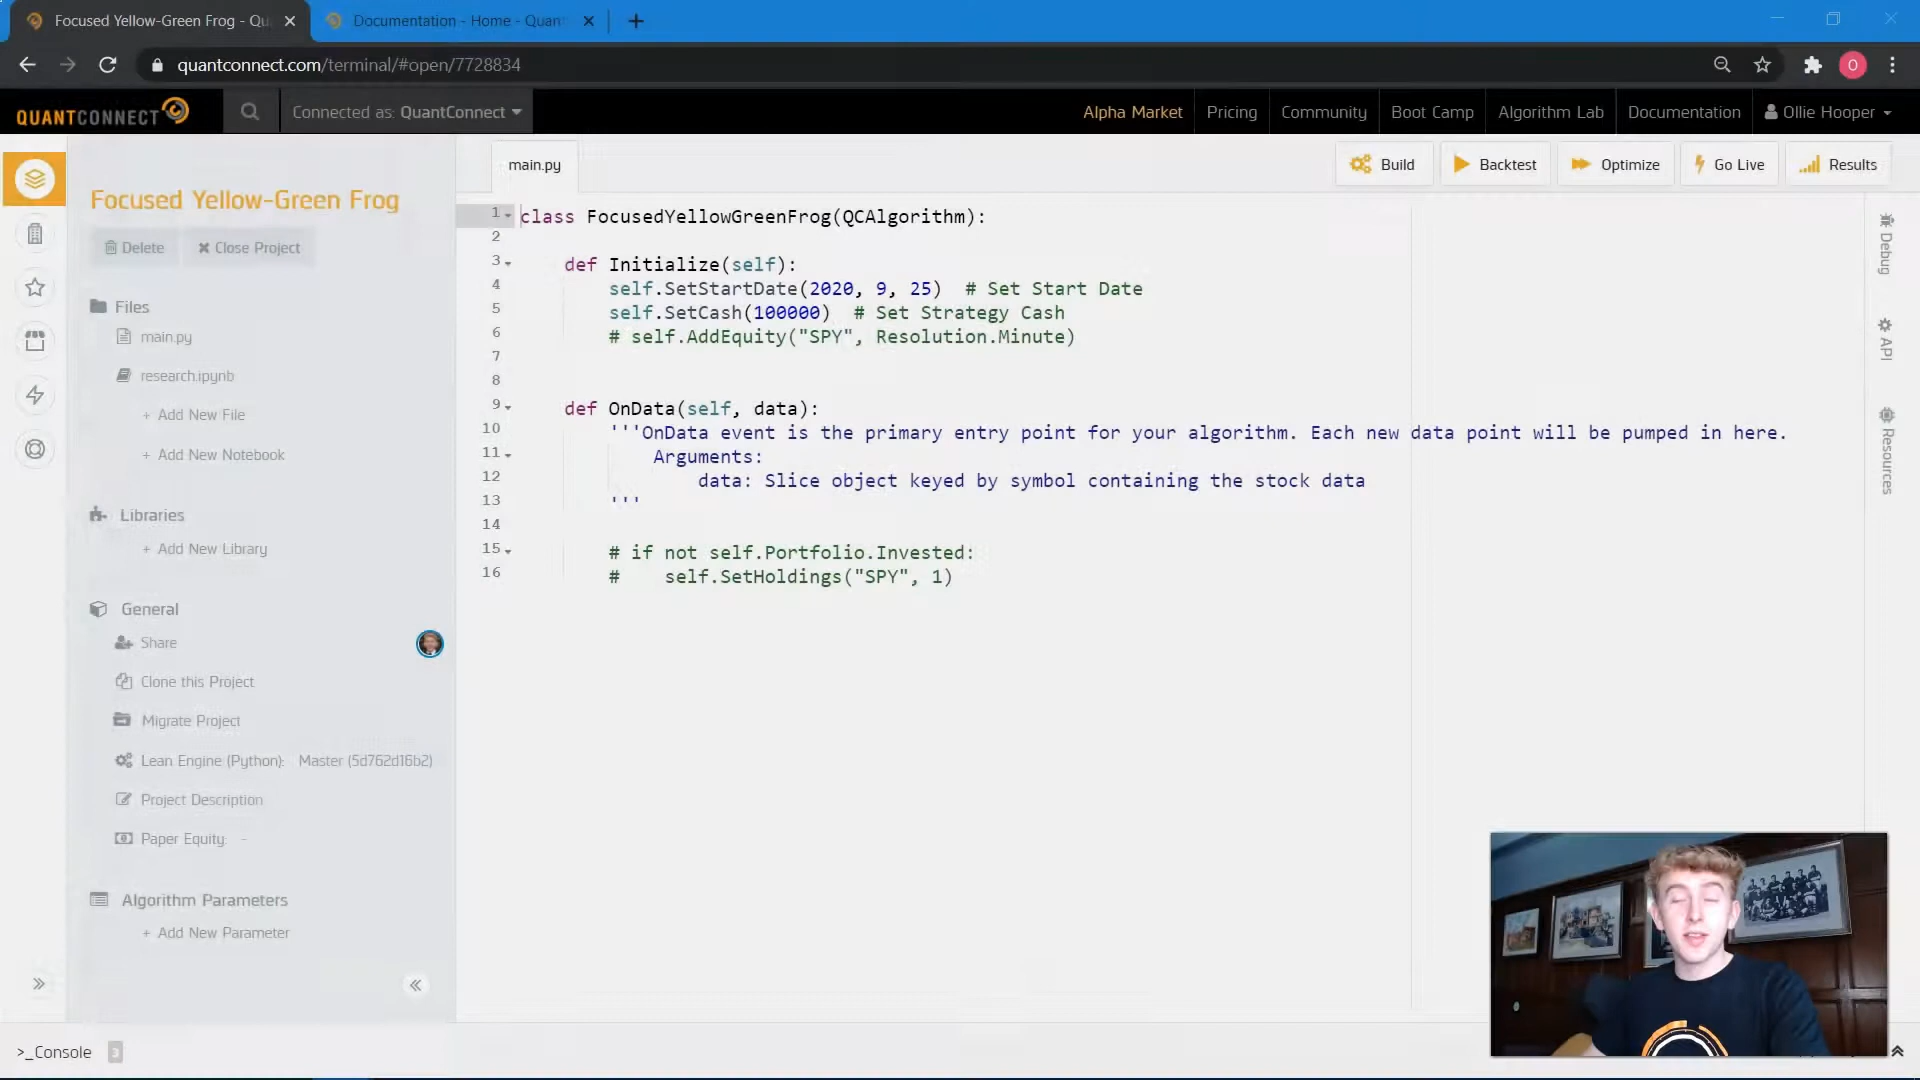 Focused Yellow-Green Frog - Qu
Documentation - Home - Quant
quantconnect.com/terminal/#open/7728834
O
QUANTCONNECT
Connected as: QuantConnect
Alpha Market
Pricing
Community
Boot Camp
Algorithm Lab
Documentation
Ollie Hooper
Focused Yellow-Green Frog
Delete
Close Project
Files
main.py
research.ipynb
+ Add New File
+ Add New Notebook
Libraries
+ Add New Library
General
Share
Clone this Project
Migrate Project
Lean Engine (Python): Master (5d762d16b2)
Project Description
Paper Equity: -
Algorithm Parameters
+ Add New Parameter
main.py
Build
Backtest
Optimize
Go Live
Results
1 class FocusedYellowGreenFrog(QCAlgorithm):
2
3 def Initialize(self):
4 self.SetStartDate(2020, 9, 25) # Set Start Date
5 self.SetCash(100000) # Set Strategy Cash
6 # self.AddEquity("SPY", Resolution.Minute)
7
8
9 def OnData(self, data):
10 '''OnData event is the primary entry point for your algorithm. Each new data point will be pumped in here.
11 Arguments:
12 data: Slice object keyed by symbol containing the stock data
13 '''
14
15 # if not self.Portfolio.Invested:
16 # self.SetHoldings("SPY", 1)
Debug
API
Resources
>_Console 3